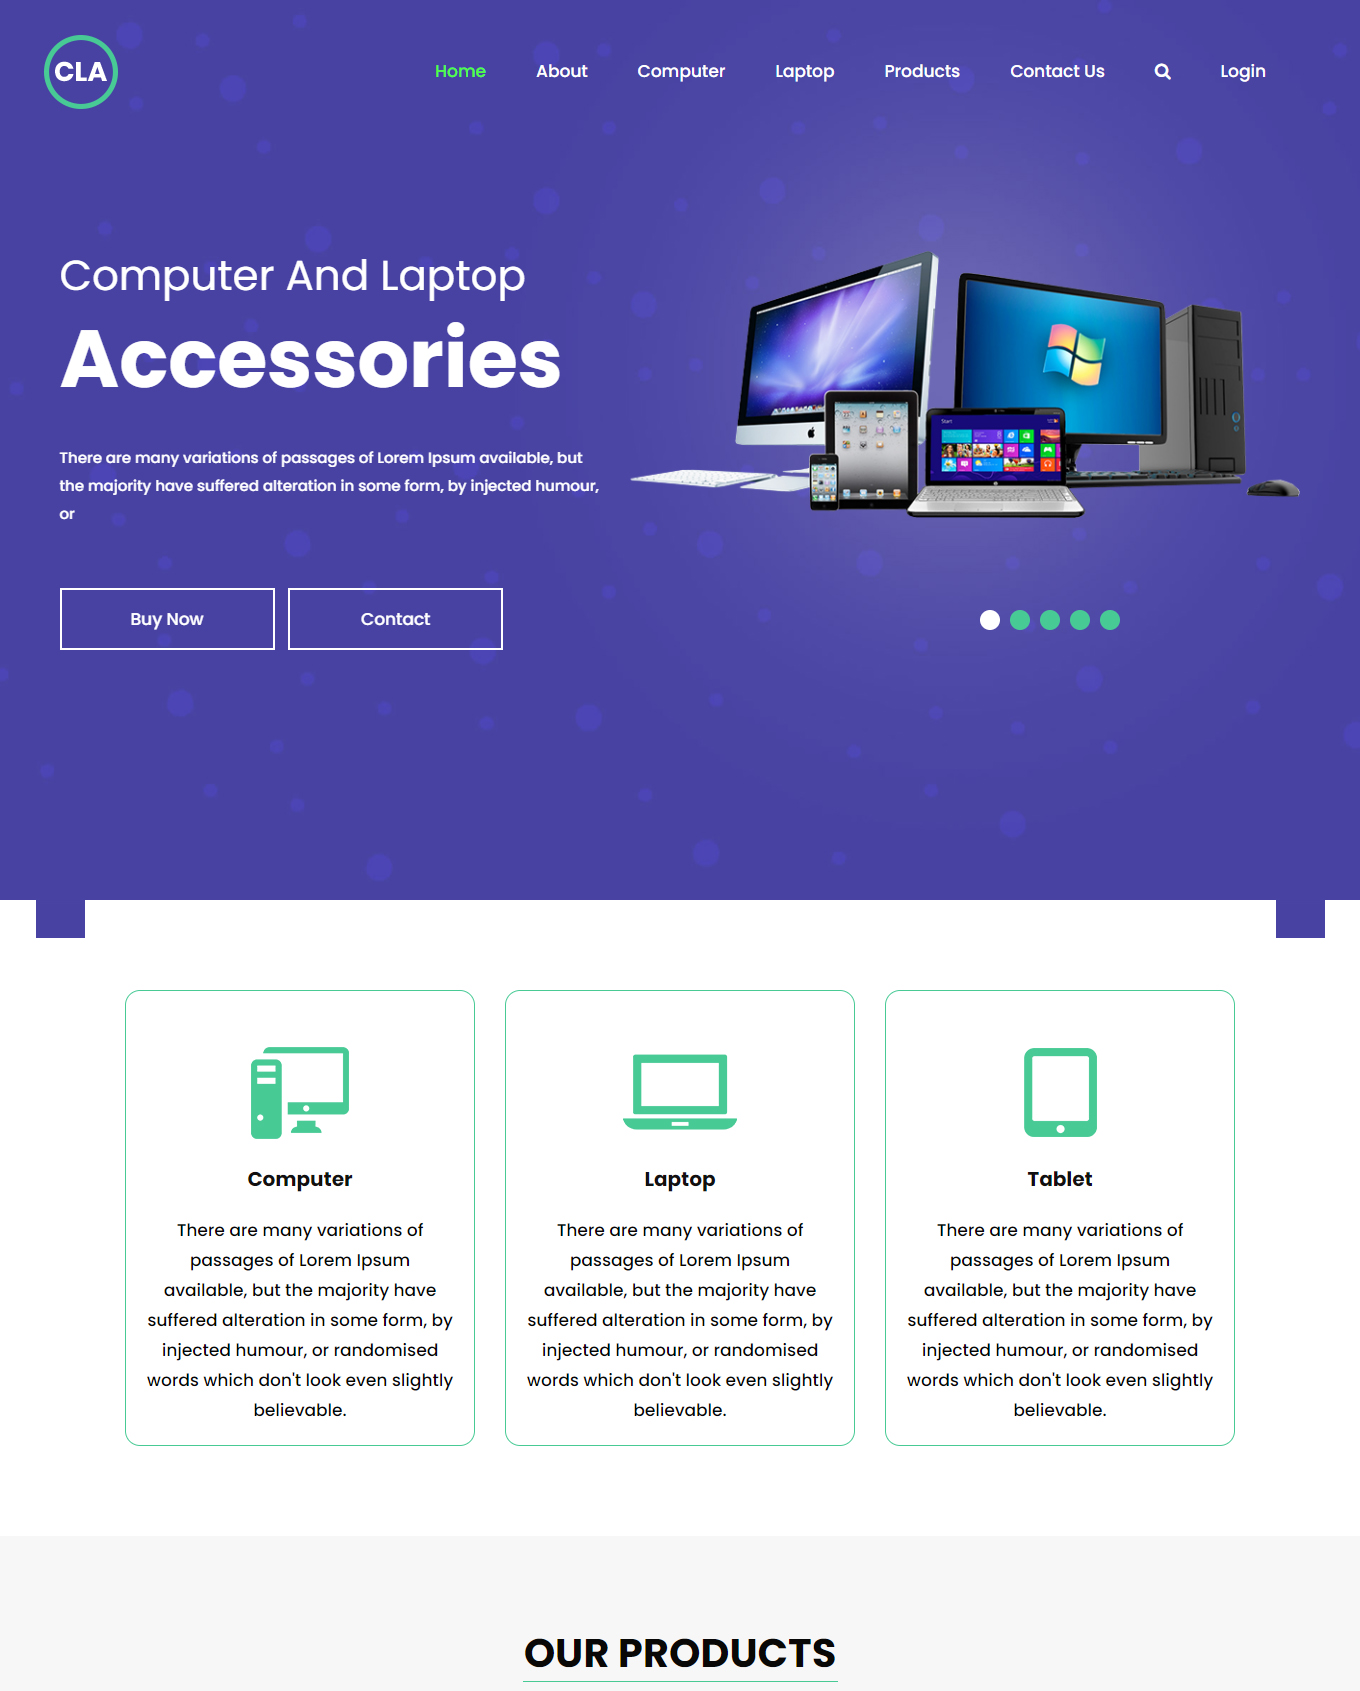 CLA
Home About Computer Laptop Products Contact Us Login
Computer And Laptop
Accessories
There are many variations of passages of Lorem Ipsum available, but
the majority have suffered alteration in some form, by injected humour,
or
Buy Now Contact
Start
Computer
There are many variations of
passages of Lorem Ipsum
available, but the majority have
suffered alteration in some form, by
injected humour, or randomised
words which don't look even slightly
believable.
Laptop
There are many variations of
passages of Lorem Ipsum
available, but the majority have
suffered alteration in some form, by
injected humour, or randomised
words which don't look even slightly
believable.
Tablet
There are many variations of
passages of Lorem Ipsum
available, but the majority have
suffered alteration in some form, by
injected humour, or randomised
words which don't look even slightly
believable.
OUR PRODUCTS